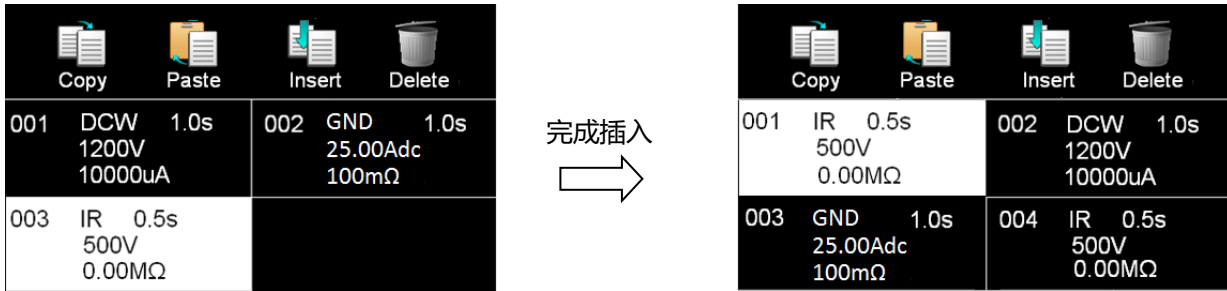 Copy Paste Insert Delete
001 DCW 1.0s
1200V
10000uA
002 GND 1.0s
25.00Adc
100mΩ
003 IR 0.5s
500V
0.00MΩ
完成插入
Copy Paste Insert Delete
001 IR 0.5s
500V
0.00MΩ
002 DCW 1.0s
1200V
10000uA
003 GND 1.0s
25.00Adc
100mΩ
004 IR 0.5s
500V
0.00MΩ